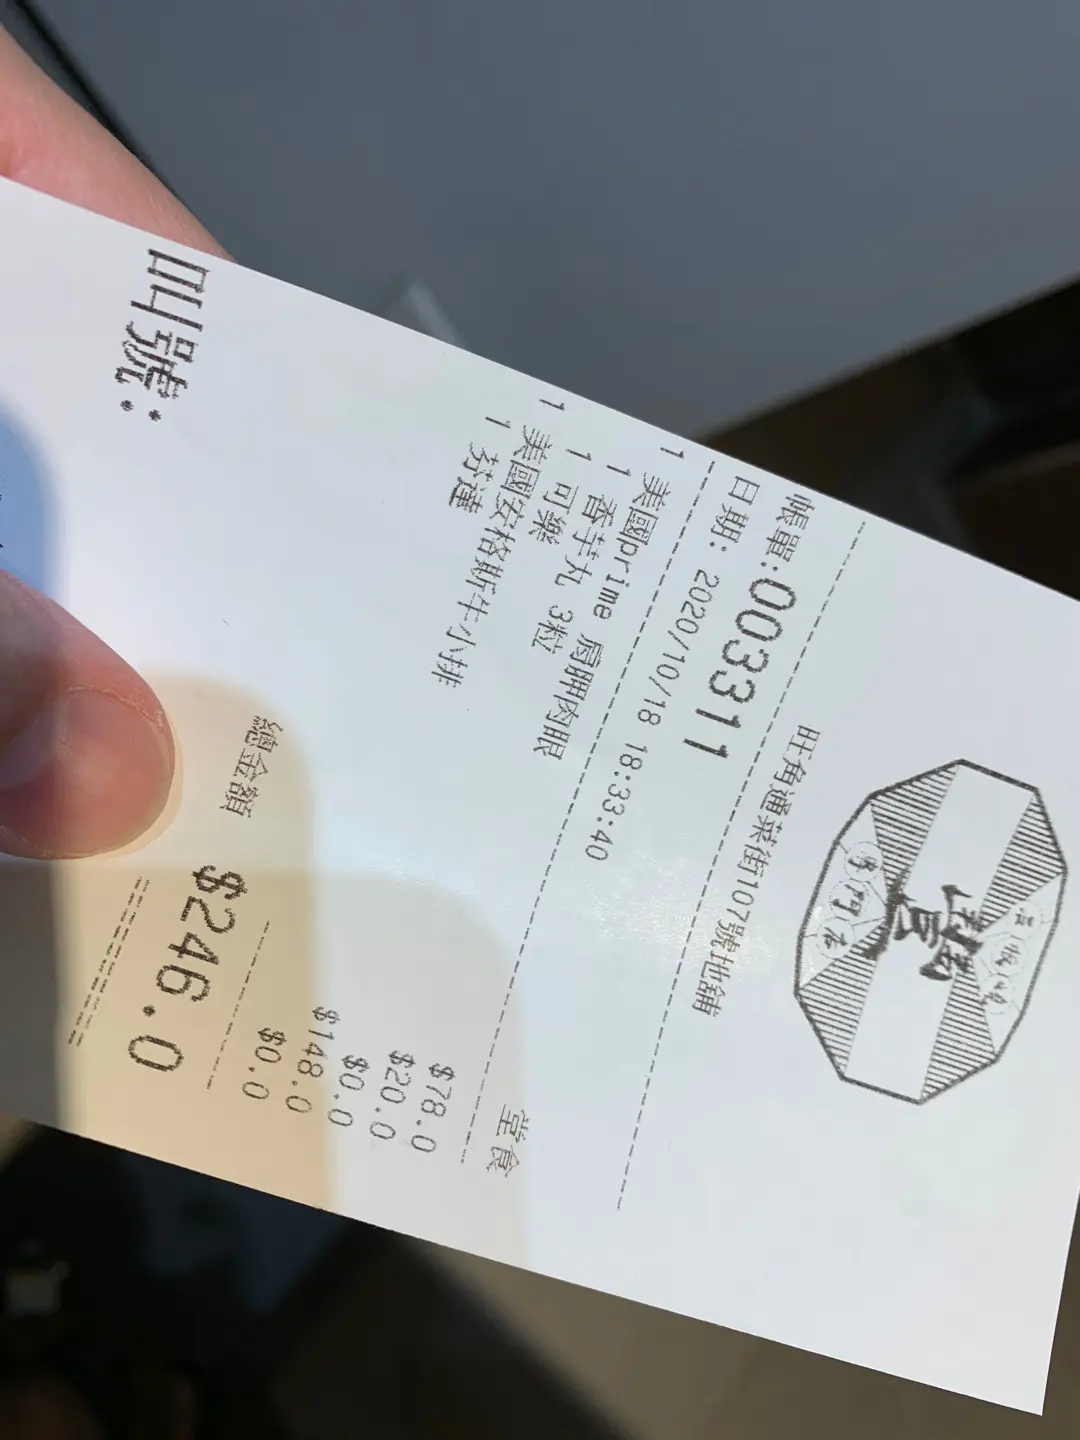 旺角通菜街107號地舖
帳單:003311
日期: 2020/10/18 18:33:40
堂食
1 美國prime 肩胛肉眼 $78.0
1 香芋丸 3粒 $20.0
1 可樂 $0.0
1 美國安格斯牛小排 $148.0
1 芬達 $0.0
總金額 $246.0
叫號: